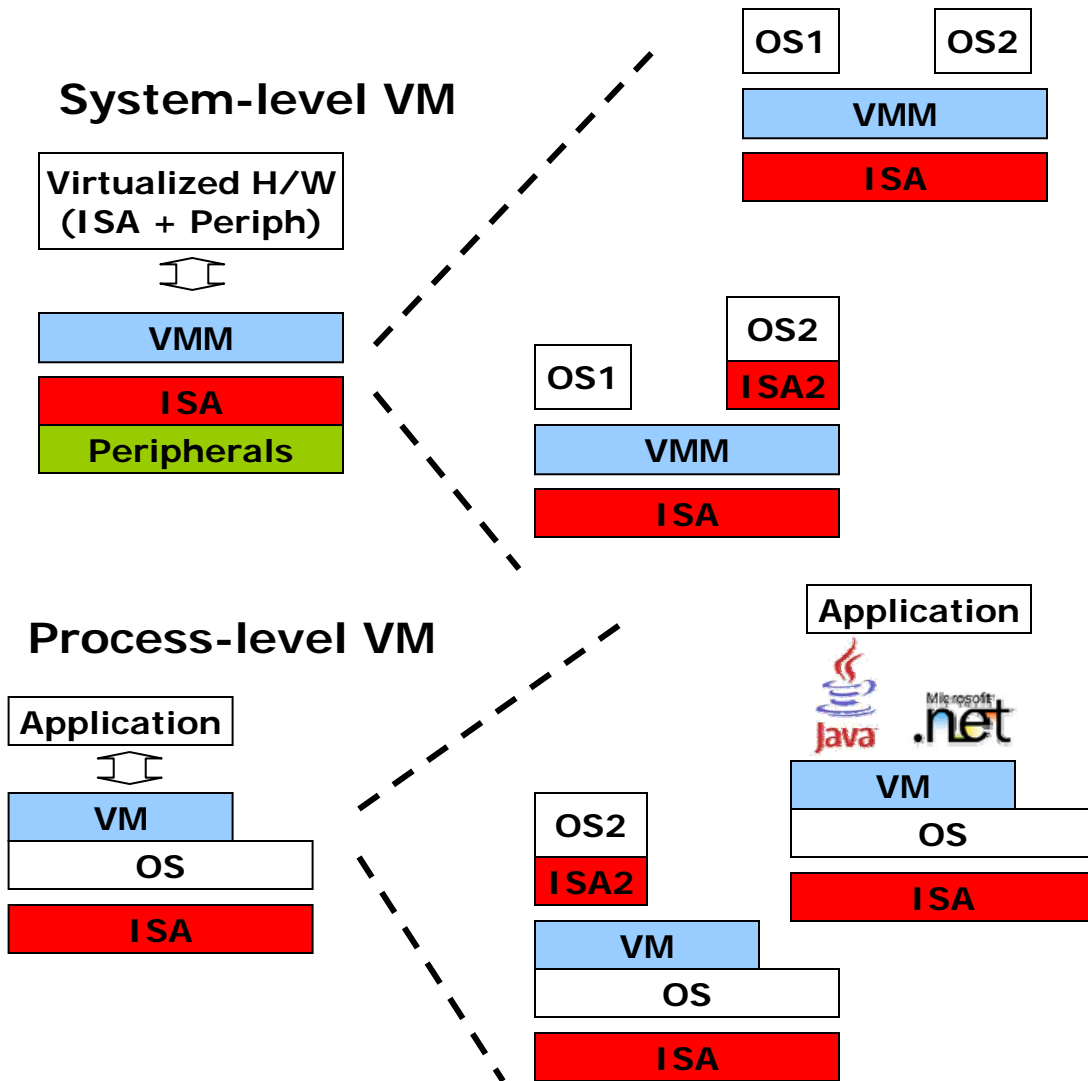 System-level VM
Virtualized H/W
(ISA + Periph)
VMM
ISA
Peripherals
OS1
OS2
VMM
ISA
OS1
OS2
ISA2
VMM
ISA
Process-level VM
Application
VM
OS
ISA
Application
Java
Microsoft
.net
VM
OS
ISA
OS2
ISA2
VM
OS
ISA